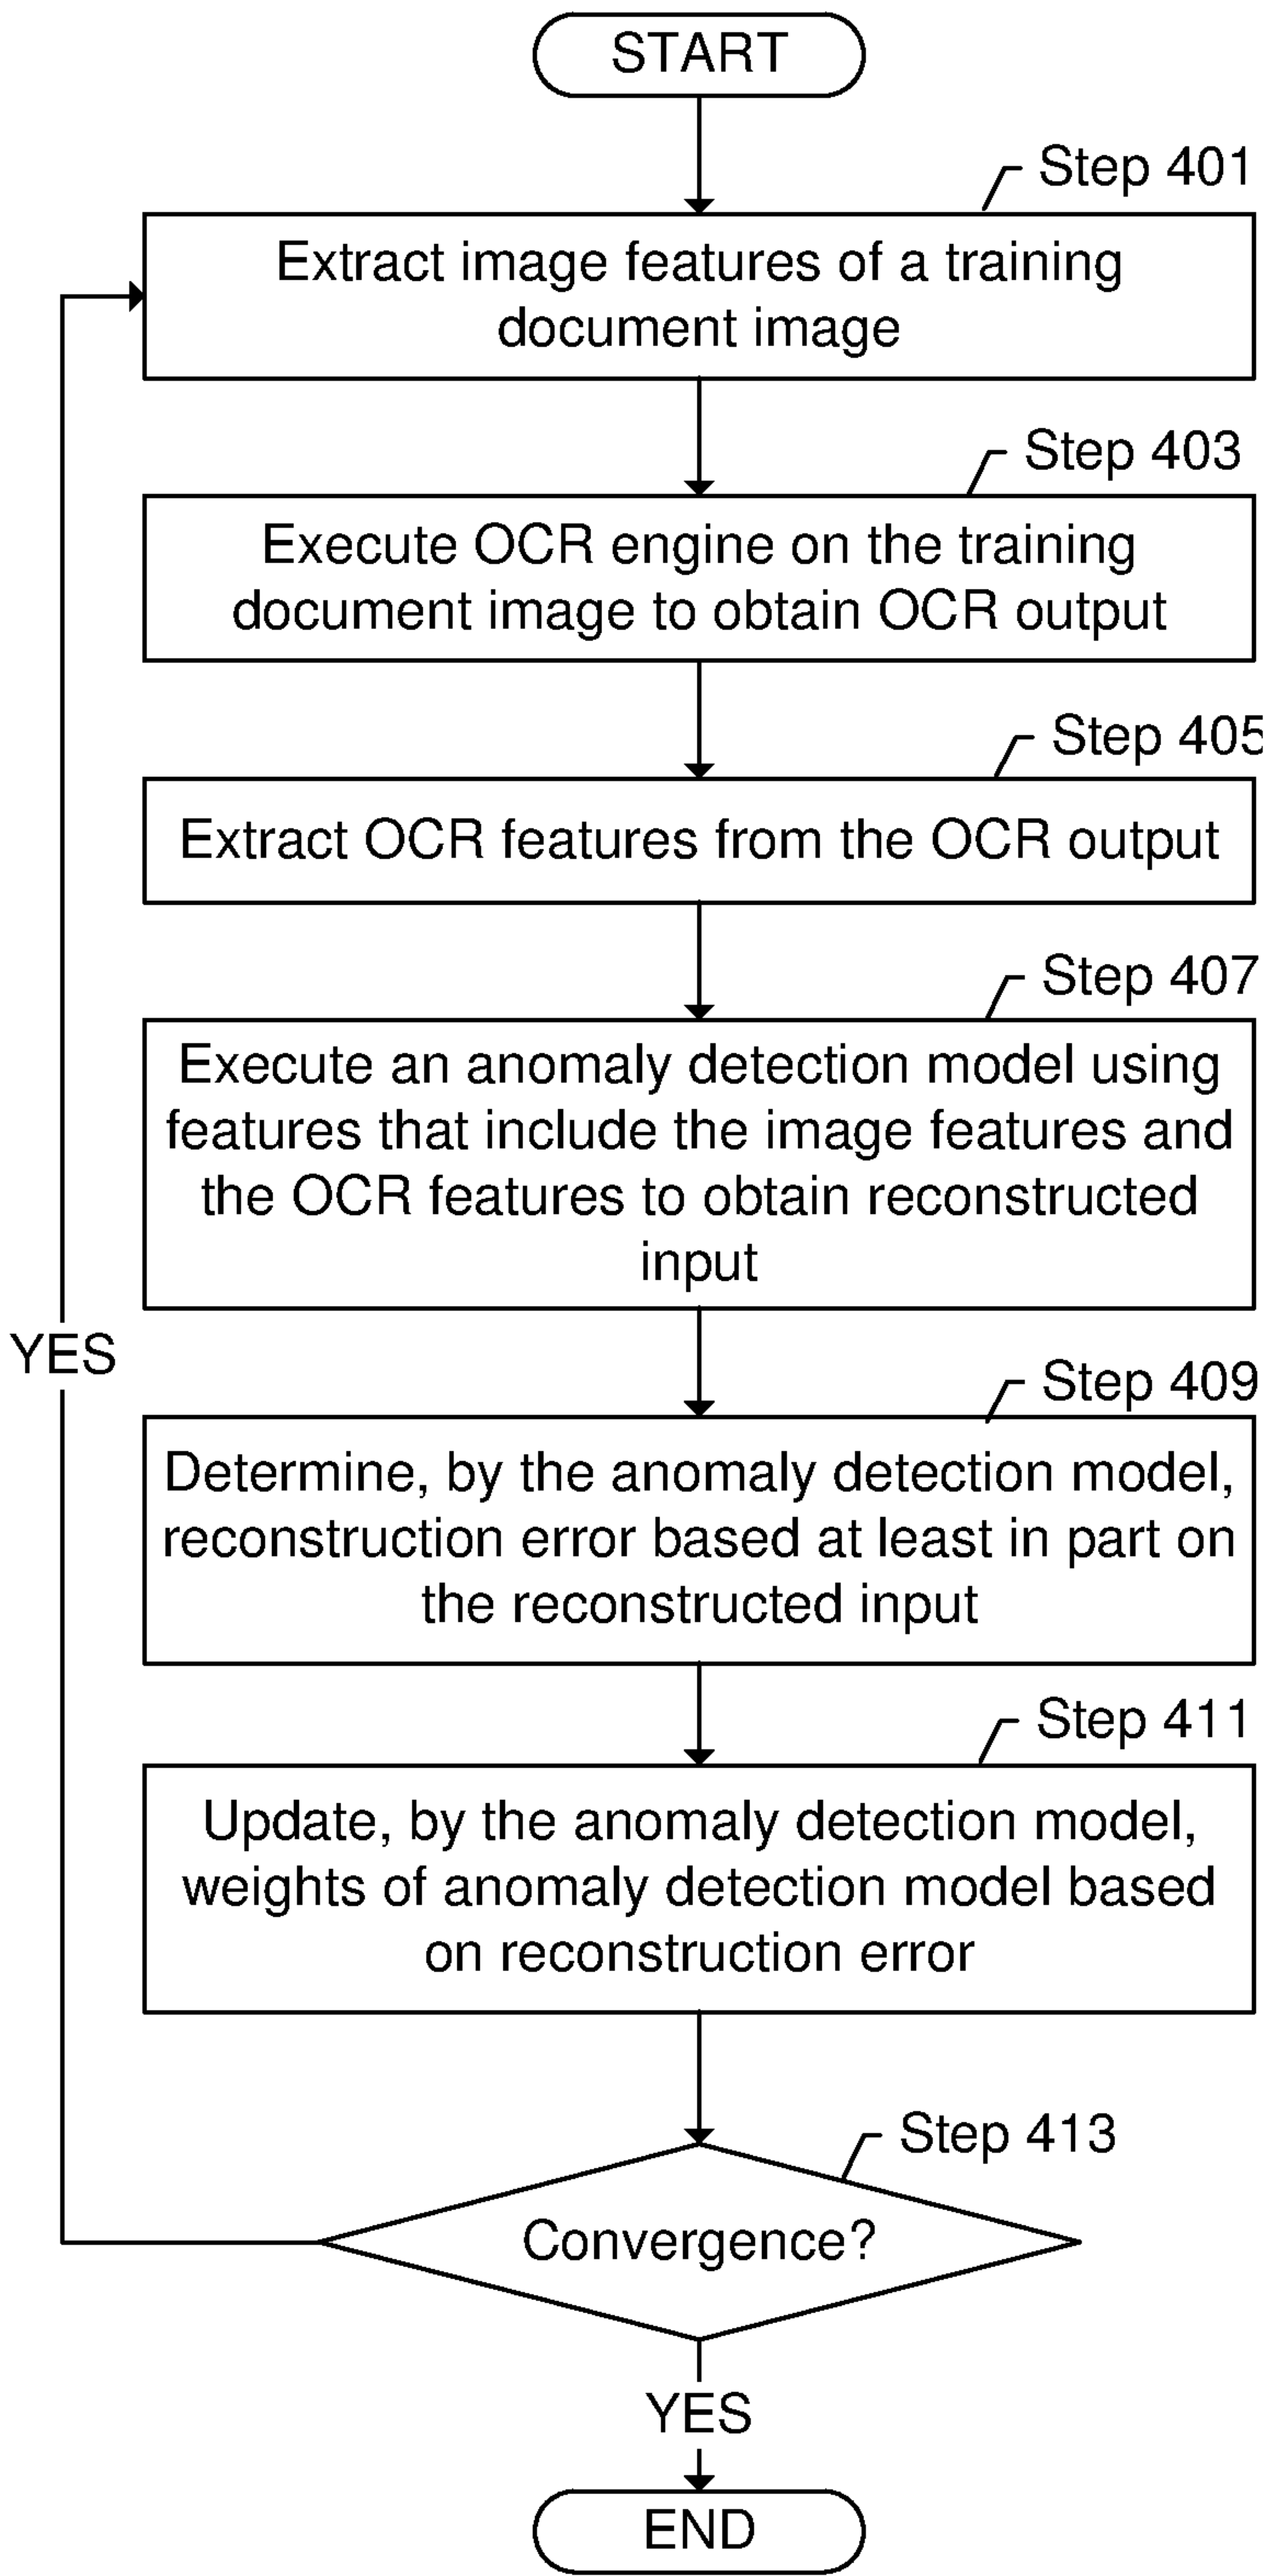 START
Step 401
Extract image features of a training
document image
Step 403
Execute OCR engine on the training
document image to obtain OCR output
Step 405
Extract OCR features from the OCR output
Step 407
Execute an anomaly detection model using
features that include the image features and
the OCR features to obtain reconstructed
input
YES
Step 409
Determine, by the anomaly detection model,
reconstruction error based at least in part on
the reconstructed input
Step 411
Update, by the anomaly detection model,
weights of anomaly detection model based
on reconstruction error
Step 413
Convergence?
YES
END